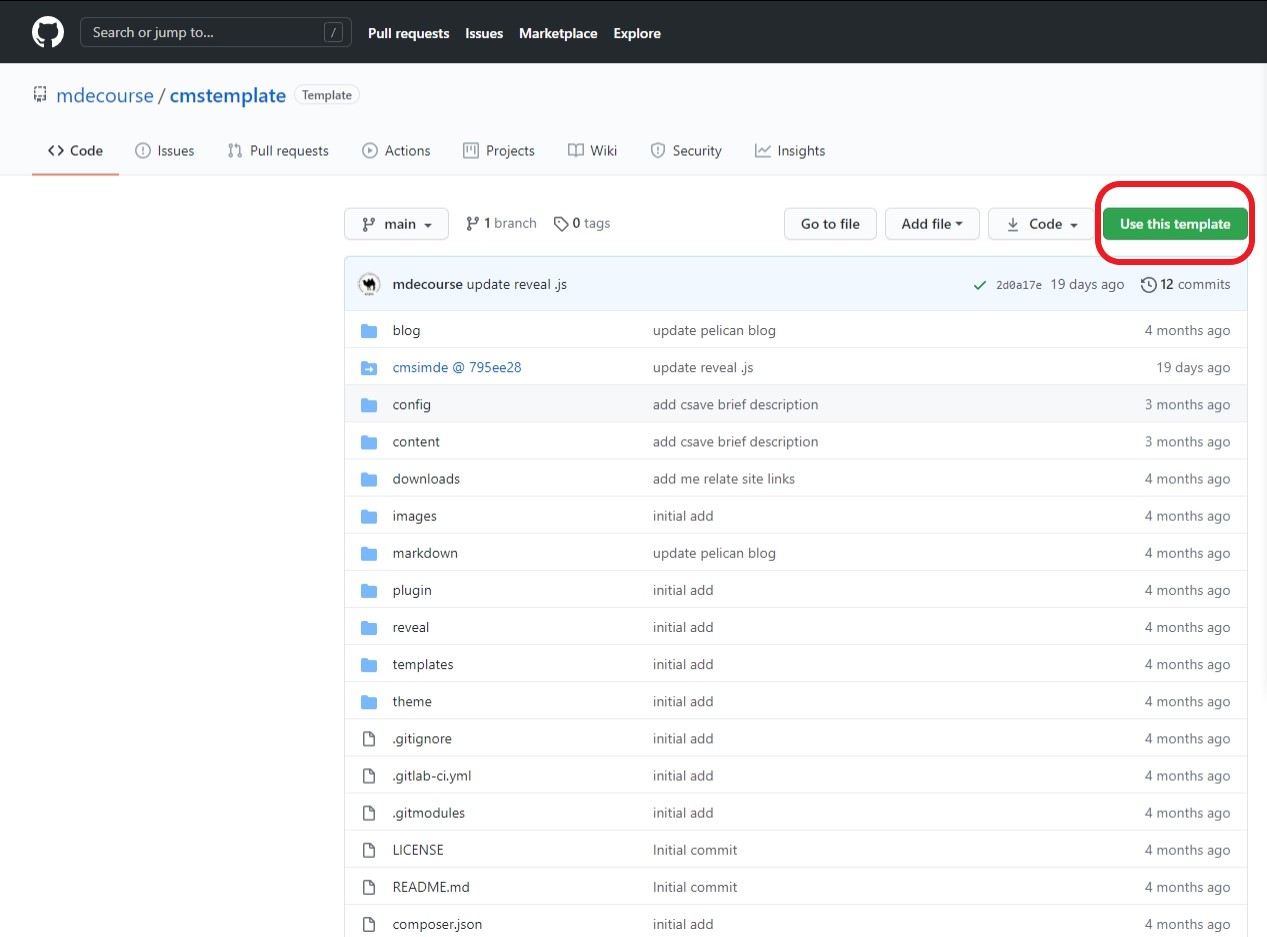 Search or jump to... / Pull requests Issues Marketplace Explore
mdecourse / cmstemplate Template
Code Issues Pull requests Actions Projects Wiki Security Insights
main 1 branch 0 tags Go to file Add file Code Use this template
mdecourse update reveal .js 2d0a17e 19 days ago 12 commits
blog update pelican blog 4 months ago
cmsimde @ 795ee28 update reveal .js 19 days ago
config add csave brief description 3 months ago
content add csave brief description 3 months ago
downloads add me relate site links 4 months ago
images initial add 4 months ago
markdown update pelican blog 4 months ago
plugin initial add 4 months ago
reveal initial add 4 months ago
templates initial add 4 months ago
theme initial add 4 months ago
.gitignore initial add 4 months ago
.gitlab-ci.yml initial add 4 months ago
.gitmodules initial add 4 months ago
LICENSE Initial commit 4 months ago
README.md Initial commit 4 months ago
composer.json initial add 4 months ago